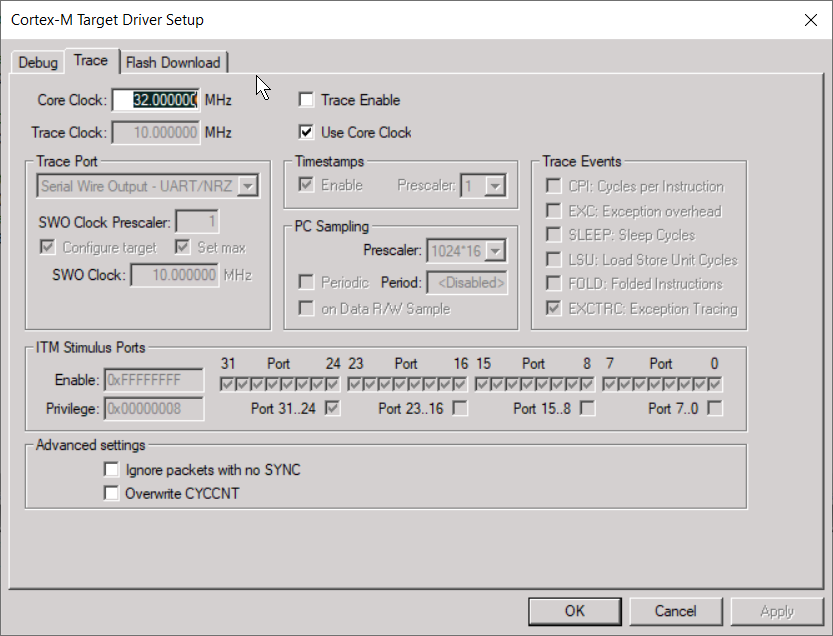 Cortex-M Target Driver Setup
Debug Trace Flash Download
Core Clock: 32.000000 MHz Trace Enable
Trace Clock: 10.000000 MHz Use Core Clock
Trace Port
Serial Wire Output - UART/NRZ
SWO Clock Prescaler: 1
Configure target Set max
SWO Clock: 10.000000 MHz
Timestamps
Enable Prescaler: 1
PC Sampling
Prescaler: 1024*16
Periodic Period: <Disabled>
on Data R/W Sample
Trace Events
CPI: Cycles per Instruction
EXC: Exception overhead
SLEEP: Sleep Cycles
LSU: Load Store Unit Cycles
FOLD: Folded Instructions
EXCTRC: Exception Tracing
ITM Stimulus Ports
31 Port 24 23 Port 16 15 Port 8 7 Port 0
Enable: 0xFFFFFFFF
Privilege: 0x00000008 Port 31..24 Port 23..16 Port 15..8 Port 7..0
Advanced settings
Ignore packets with no SYNC
Overwrite CYCCNT
OK Cancel Apply